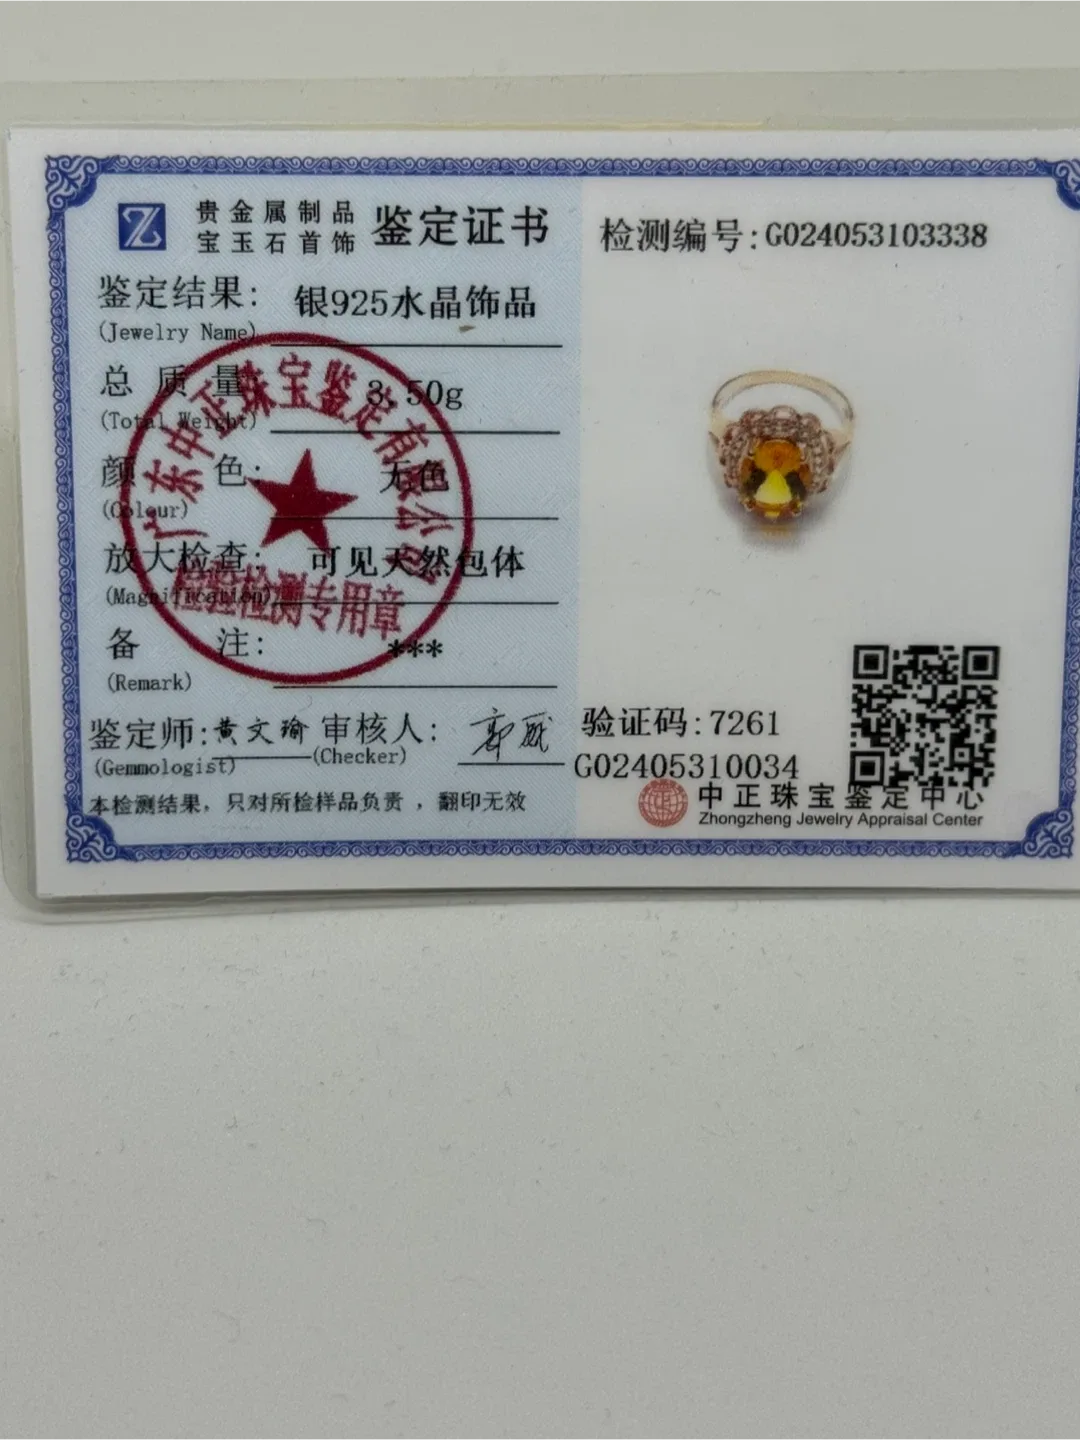 贵金属制品
宝玉石首饰
鉴定证书
鉴定结果: 银925水晶饰品
(Jewelry Name)
总质量 3.50g
(Total Weight)
颜色: 无色
(Colour)
放大检查: 可见天然包体
(Magnification)
备注: ***
(Remark)
广东中正珠宝鉴定有限公司
检验检测专用章
鉴定师:黄文瑜 审核人:
(Gemmologist) (Checker)
本检测结果，只对所检样品负责，翻印无效
检测编号:G024053103338
验证码:7261
G02405310034
中正珠宝鉴定中心
Zhongzheng Jewelry Appraisal Center